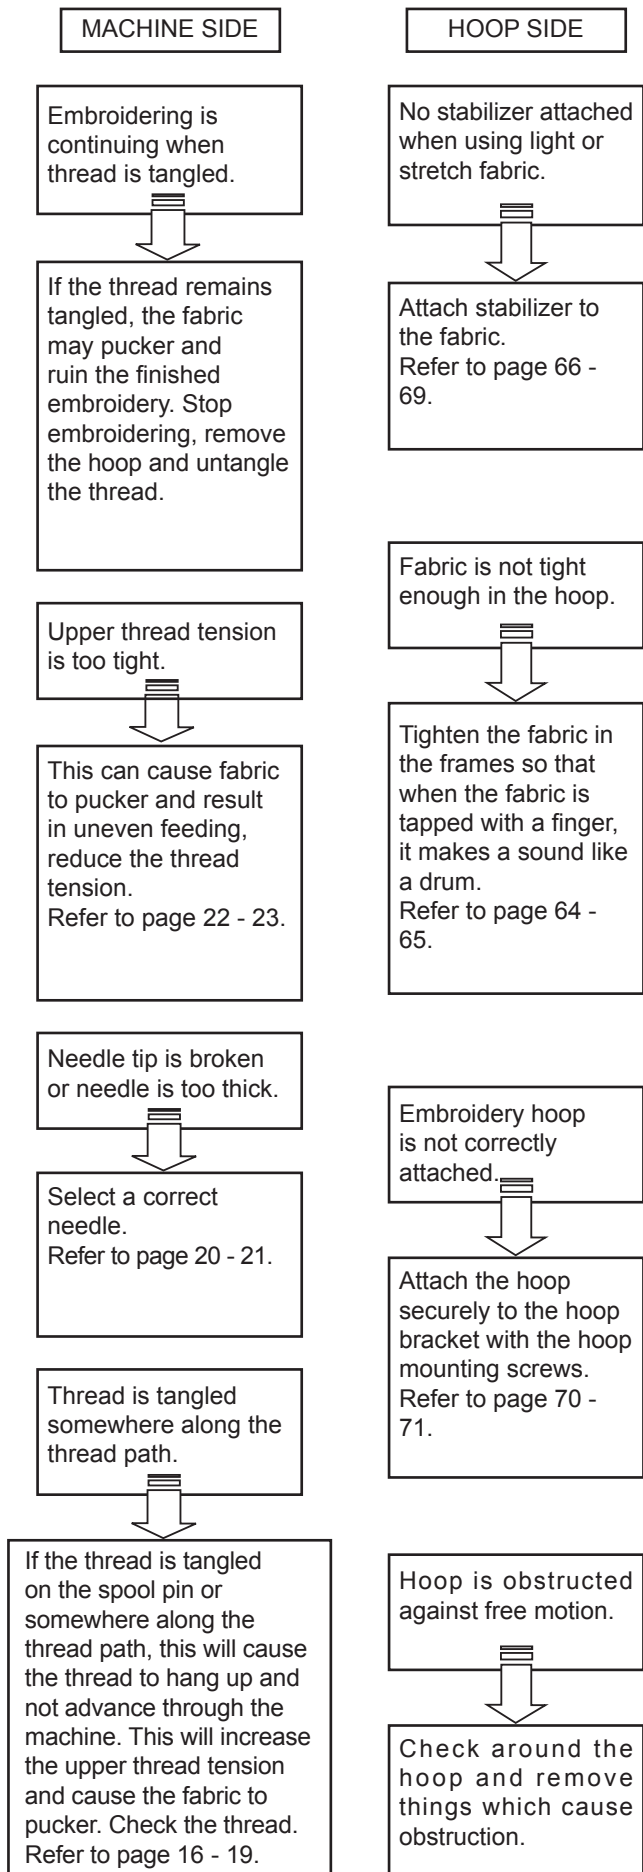 MACHINE SIDE
Embroidering is
continuing when
thread is tangled.
If the thread remains
tangled, the fabric
may pucker and
ruin the finished
embroidery. Stop
embroidering, remove
the hoop and untangle
the thread.
Upper thread tension
is too tight.
This can cause fabric
to pucker and result
in uneven feeding,
reduce the thread
tension.
Refer to page 22 - 23.
Needle tip is broken
or needle is too thick.
Select a correct
needle.
Refer to page 20 - 21.
Thread is tangled
somewhere along the
thread path.
If the thread is tangled
on the spool pin or
somewhere along the
thread path, this will cause
the thread to hang up and
not advance through the
machine. This will increase
the upper thread tension
and cause the fabric to
pucker. Check the thread.
Refer to page 16 - 19.
HOOP SIDE
No stabilizer attached
when using light or
stretch fabric.
Attach stabilizer to
the fabric.
Refer to page 66 -
69.
Fabric is not tight
enough in the hoop.
Tighten the fabric in
the frames so that
when the fabric is
tapped with a finger,
it makes a sound like
a drum.
Refer to page 64 -
65.
Embroidery hoop
is not correctly
attached.
Attach the hoop
securely to the hoop
bracket with the hoop
mounting screws.
Refer to page 70 -
71.
Hoop is obstructed
against free motion.
Check around the
hoop and remove
things which cause
obstruction.